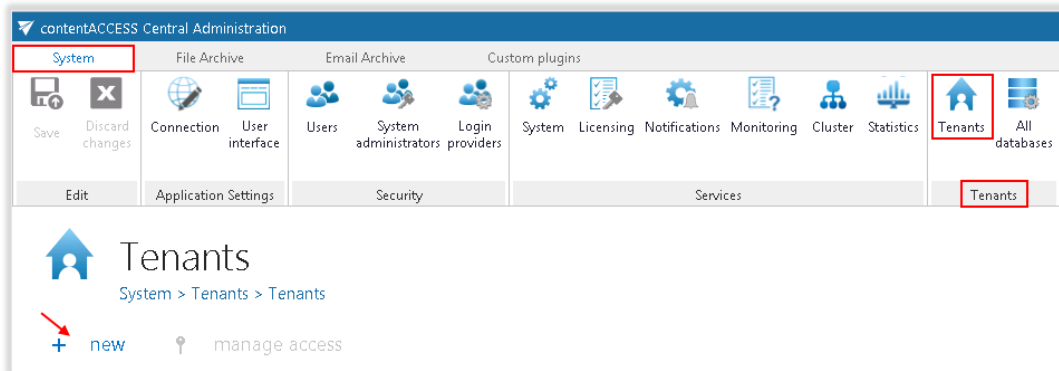 contentACCESS Central Administration
System File Archive Email Archive Custom plugins
Save Discard changes Connection User interface Users System administrators Login providers System Licensing Notifications Monitoring Cluster Statistics Tenants All databases
Edit Application Settings Security Services Tenants
Tenants
System > Tenants > Tenants
+ new manage access